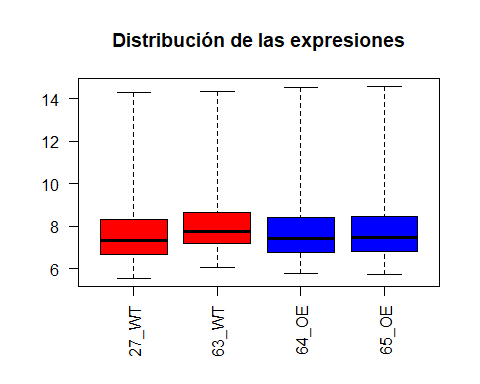 Distribución de las expresiones
14
12
10
8
6
27_WT
63_WT
64_OE
65_OE